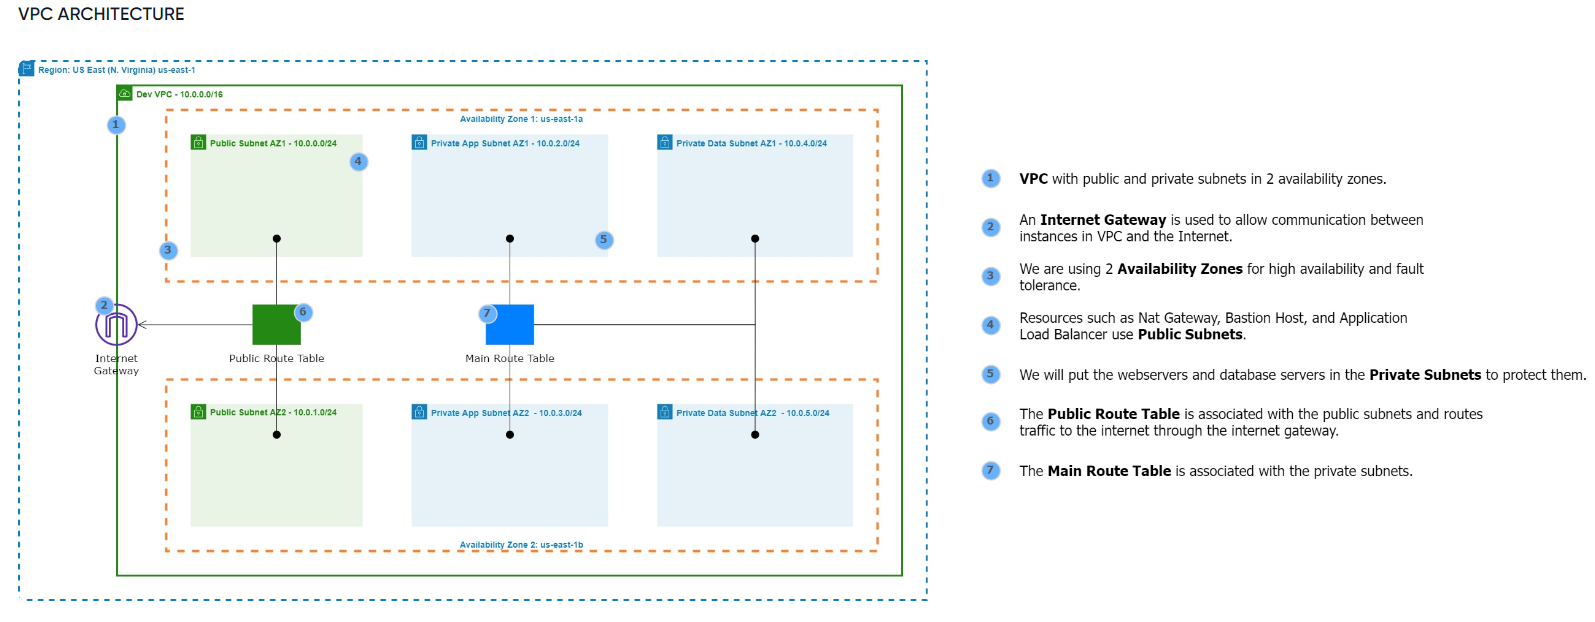 VPC ARCHITECTURE
Region: US East (N. Virginia) us-east-1
Dev VPC - 10.0.0.0/16
1
Availability Zone 1: us-east-1a
Public Subnet AZ1 - 10.0.0.0/24
Private App Subnet AZ1 - 10.0.2.0/24
Private Data Subnet AZ1 - 10.0.4.0/24
4
5
3
2
6
7
Internet
Gateway
Public Route Table
Main Route Table
Public Subnet AZ2 - 10.0.1.0/24
Private App Subnet AZ2 - 10.0.3.0/24
Private Data Subnet AZ2 - 10.0.5.0/24
Availability Zone 2: us-east-1b
1 VPC with public and private subnets in 2 availability zones.
2 An Internet Gateway is used to allow communication between
instances in VPC and the Internet.
3 We are using 2 Availability Zones for high availability and fault
tolerance.
4 Resources such as Nat Gateway, Bastion Host, and Application
Load Balancer use Public Subnets.
5 We will put the webservers and database servers in the Private Subnets to protect them.
6 The Public Route Table is associated with the public subnets and routes
traffic to the internet through the internet gateway.
7 The Main Route Table is associated with the private subnets.